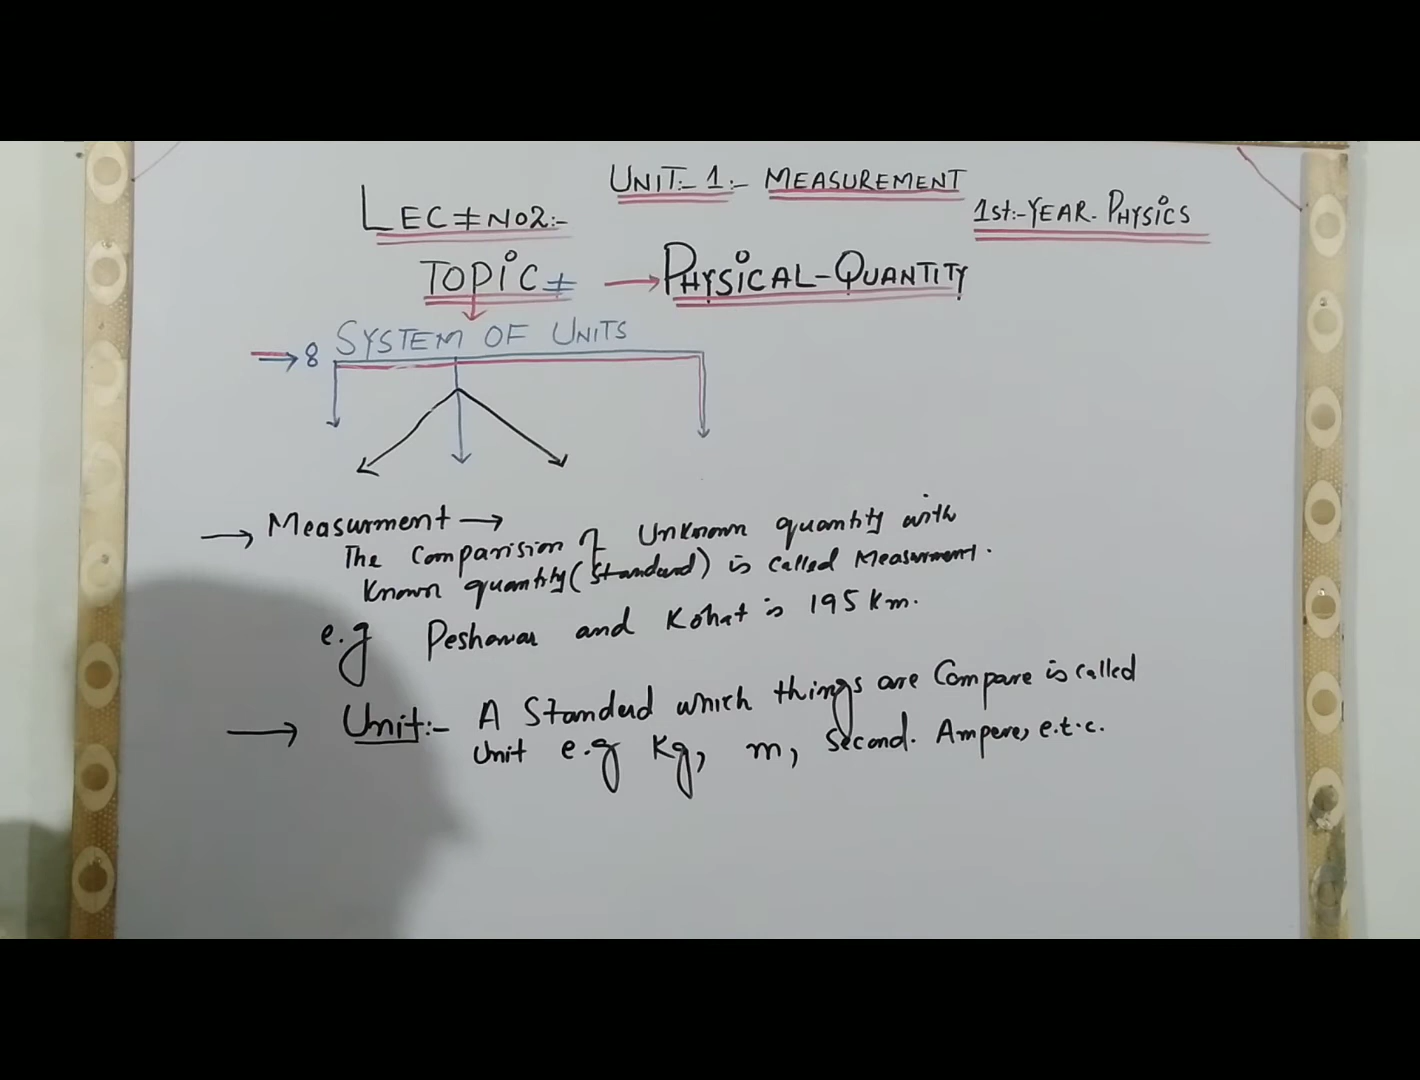 UNIT:- 1:- MEASUREMENT
LEC # NO2:-
1st:-YEAR. PHYSICS
TOPIC # → PHYSICAL-QUANTITY
→ 8 SYSTEM OF UNITS
→ Measurment →
The Comparision of Unknown quantity with
Known quantity (Standard) is called Measurment.
e.g Peshawar and Kohat is 195 Km.
→ Unit:- A Standard which things are Compare is called
Unit e.g Kg, m, Second. Ampere, e.t.c.